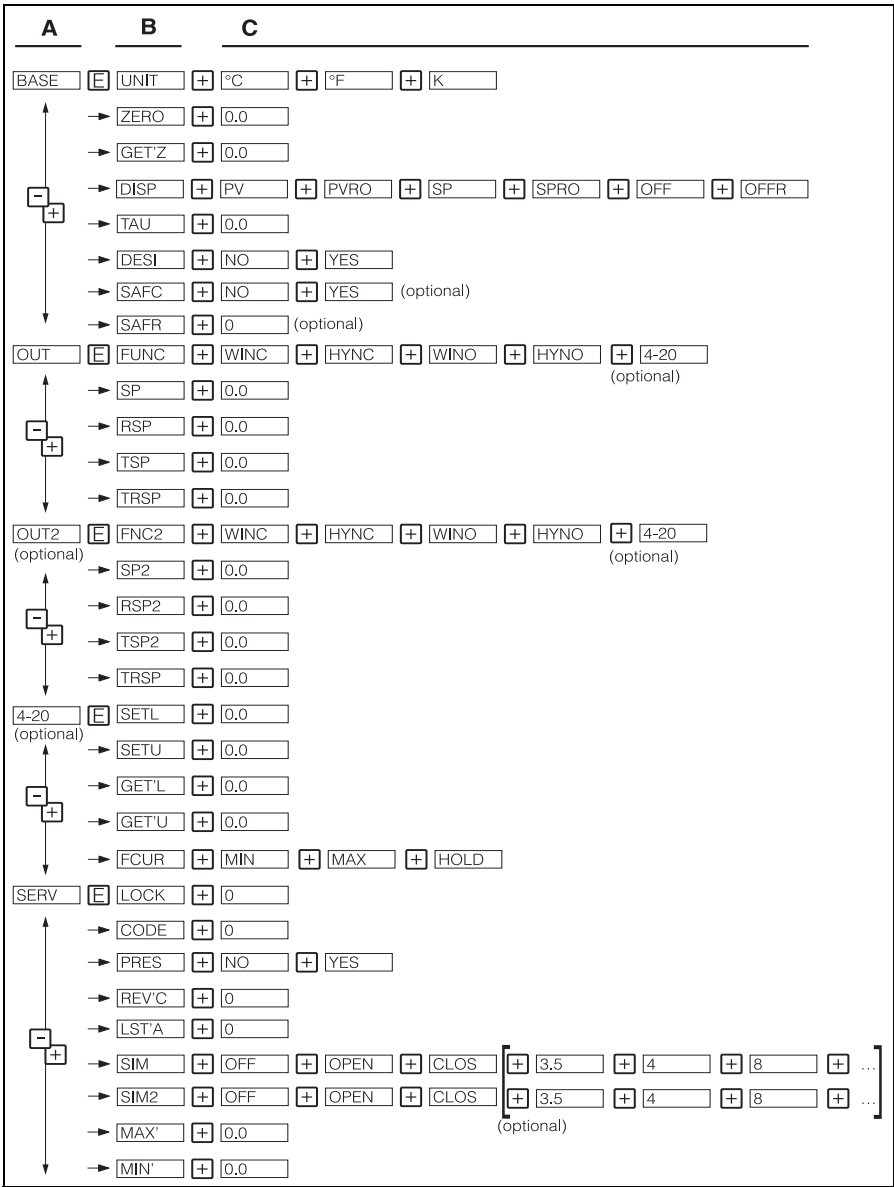 A B C
BASE E UNIT + °C + °F + K
ZERO + 0.0
GET'Z + 0.0
DISP + PV + PVRO + SP + SPRO + OFF + OFFR
-
+
TAU + 0.0
DESI + NO + YES
SAFC + NO + YES (optional)
SAFR + 0 (optional)
OUT E FUNC + WINC + HYNC + WINO + HYNO + 4-20
(optional)
SP + 0.0
-
+
RSP + 0.0
TSP + 0.0
TRSP + 0.0
OUT2 E FNC2 + WINC + HYNC + WINO + HYNO + 4-20
(optional) (optional)
SP2 + 0.0
-
+
RSP2 + 0.0
TSP2 + 0.0
TRSP + 0.0
4-20 E SETL + 0.0
(optional)
SETU + 0.0
-
+
GET'L + 0.0
GET'U + 0.0
FCUR + MIN + MAX + HOLD
SERV E LOCK + 0
CODE + 0
PRES + NO + YES
REV'C + 0
LST'A + 0
-
+
SIM + OFF + OPEN + CLOS + 3.5 + 4 + 8 + ...
SIM2 + OFF + OPEN + CLOS + 3.5 + 4 + 8 + ...
(optional)
MAX' + 0.0
MIN' + 0.0